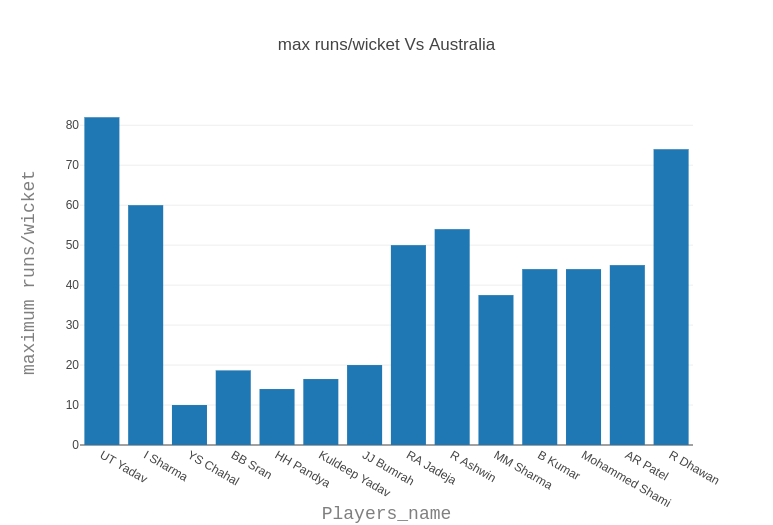 max runs/wicket Vs Australia
maximum runs/wicket
80
70
60
50
40
30
20
10
0
UT Yadav
I Sharma
YS Chahal
BB Sran
HH Pandya
Kuldeep Yadav
JJ Bumrah
RA Jadeja
R Ashwin
MM Sharma
B Kumar
Mohammed Shami
AR Patel
R Dhawan
Players_name